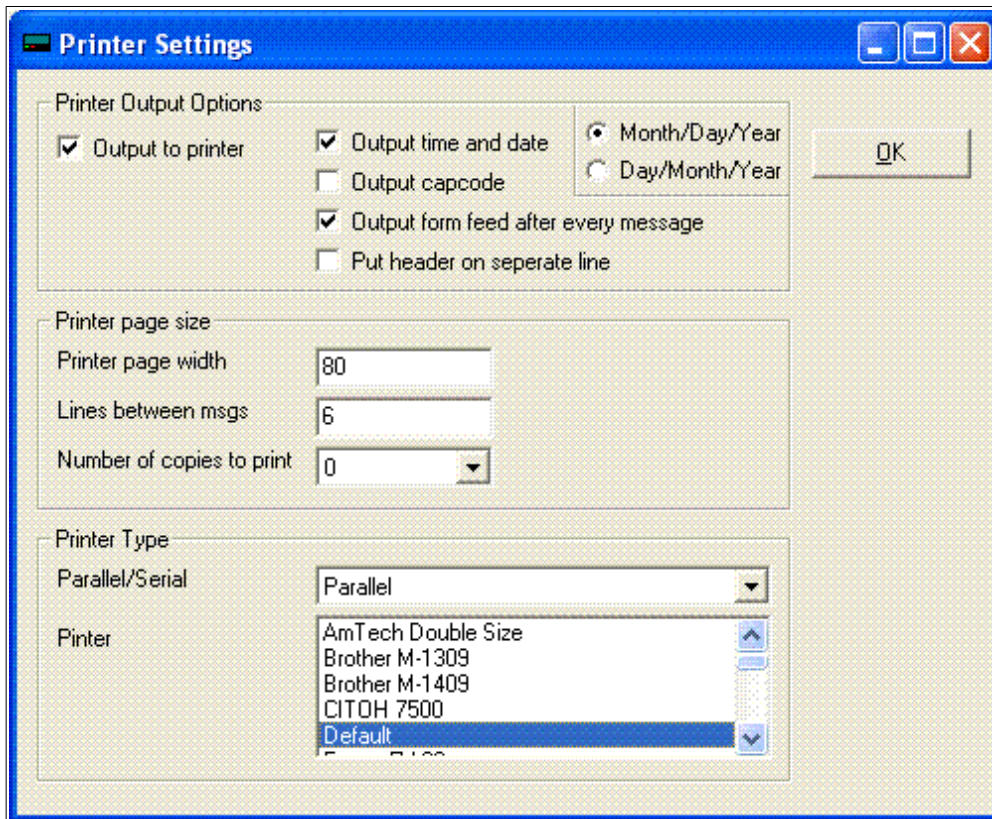 Printer Settings
Printer Output Options
Output to printer
Output time and date
Month/Day/Year
Day/Month/Year
OK
Output capcode
Output form feed after every message
Put header on seperate line
Printer page size
Printer page width
80
Lines between msgs
6
Number of copies to print
0
Printer Type
Parallel/Serial
Parallel
Pinter
AmTech Double Size
Brother M-1309
Brother M-1409
CITOH 7500
Default